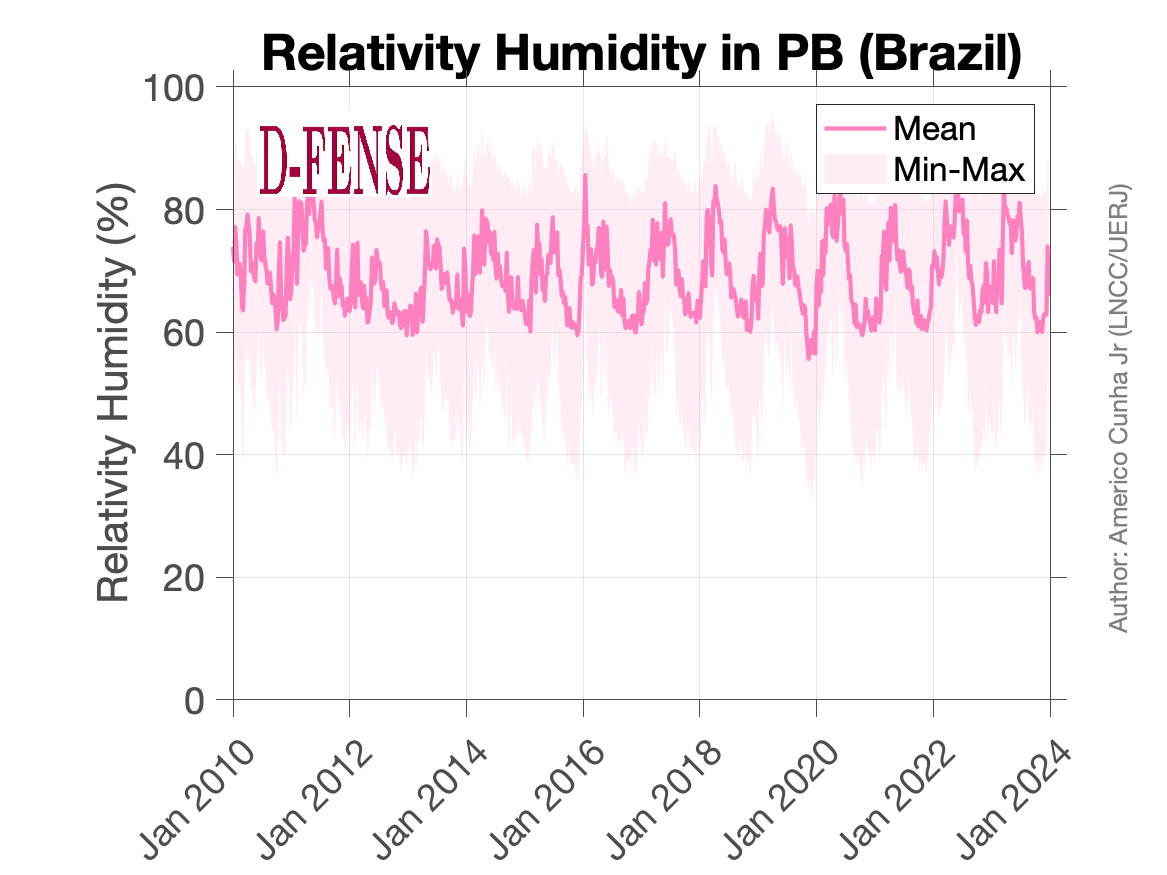 Relativity Humidity in PB (Brazil)
100
80
60
40
20
0
Relativity Humidity (%)
D-FENSE
Mean
Min-Max
Jan 2010
Jan 2012
Jan 2014
Jan 2016
Jan 2018
Jan 2020
Jan 2022
Jan 2024
Author: Americo Cunha Jr (LNCC/UERJ)